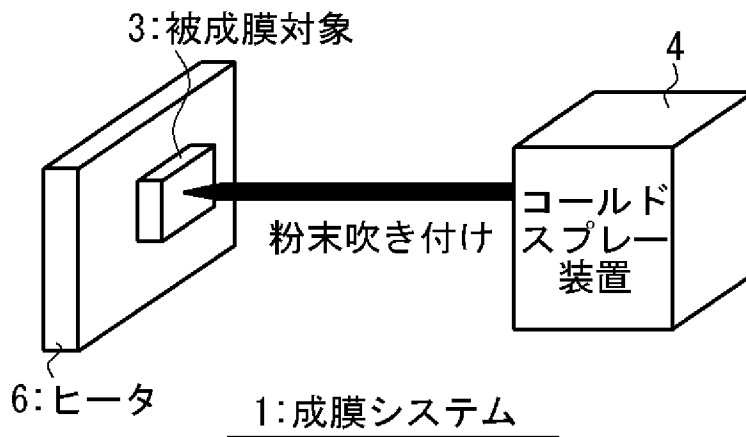 3:被成膜対象
4
コールド
スプレー
装置
粉末吹き付け
6:ヒータ
1:成膜システム